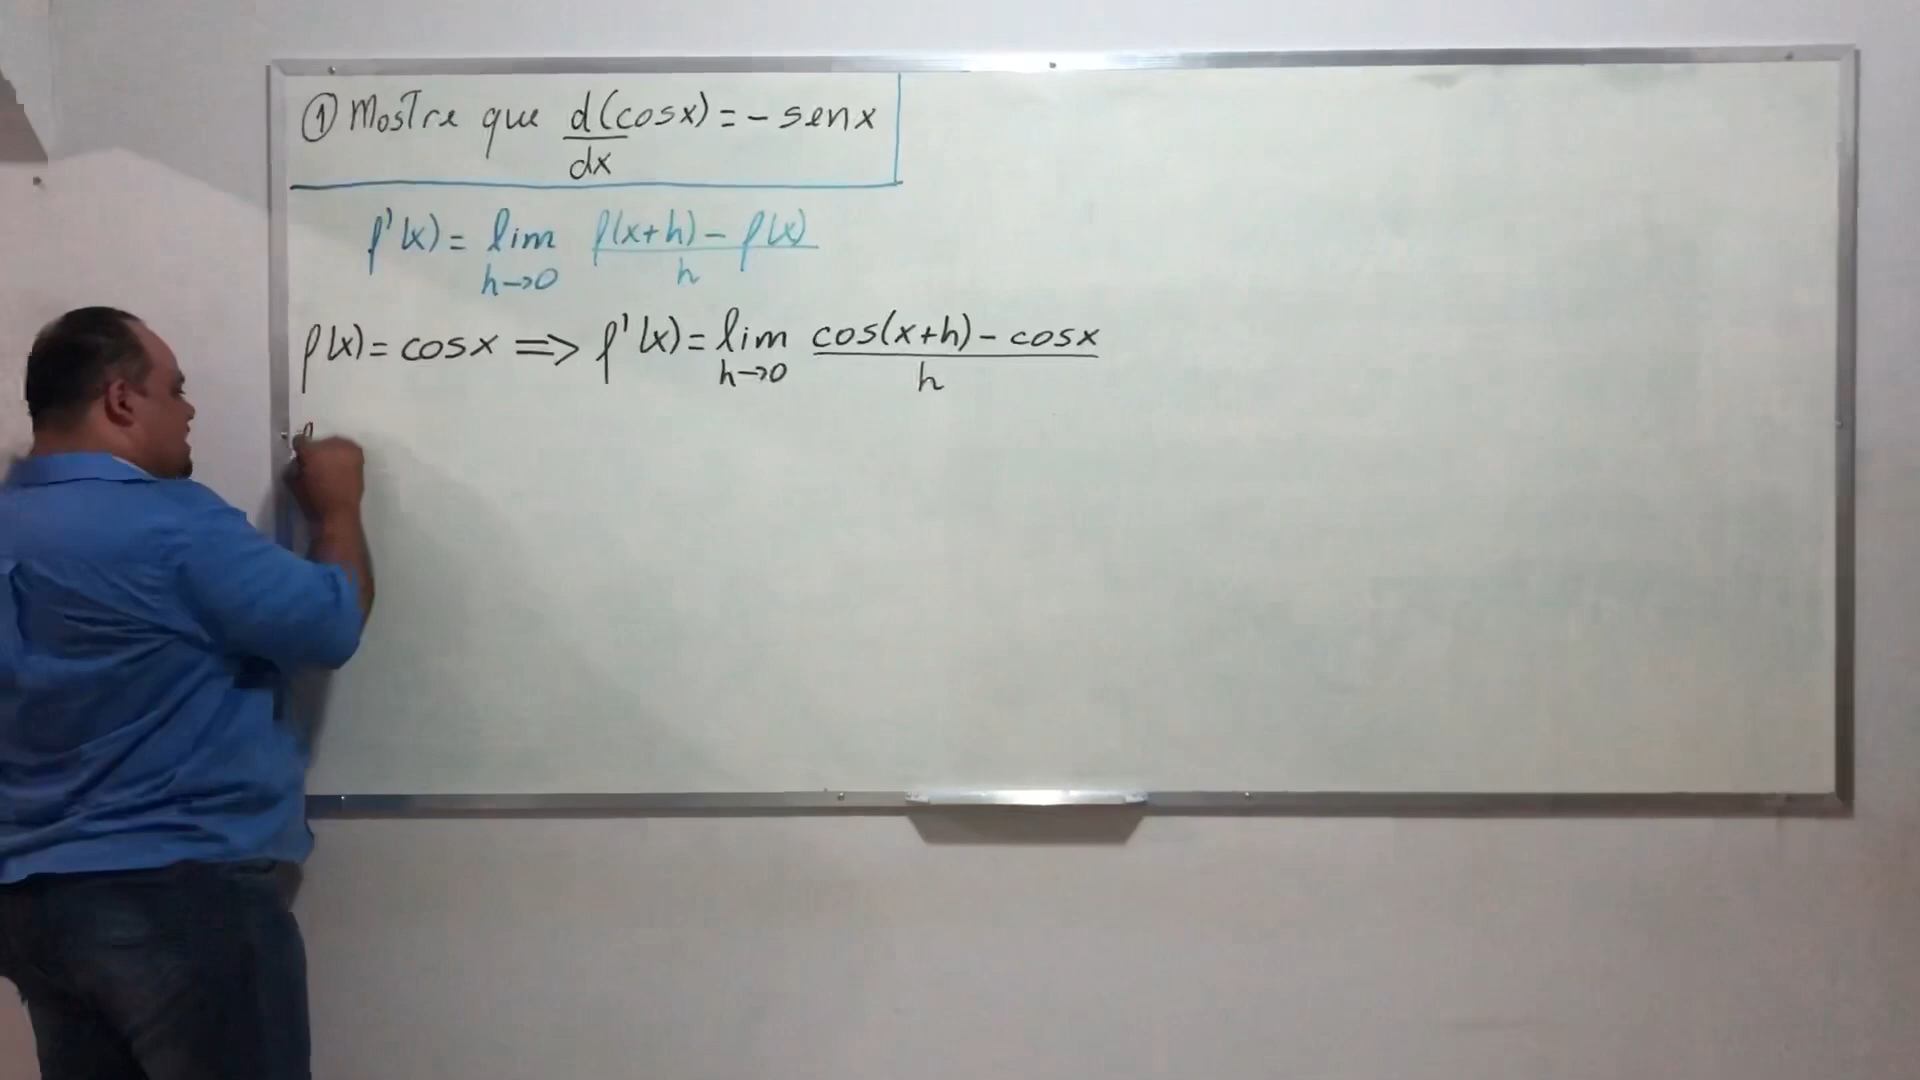 ① Mostre que d(cosx)/dx = - senx
f'(x) = lim h→0 f(x+h) - f(x) / h
f(x) = cosx ⇒ f'(x) = lim h→0 cos(x+h) - cosx / h